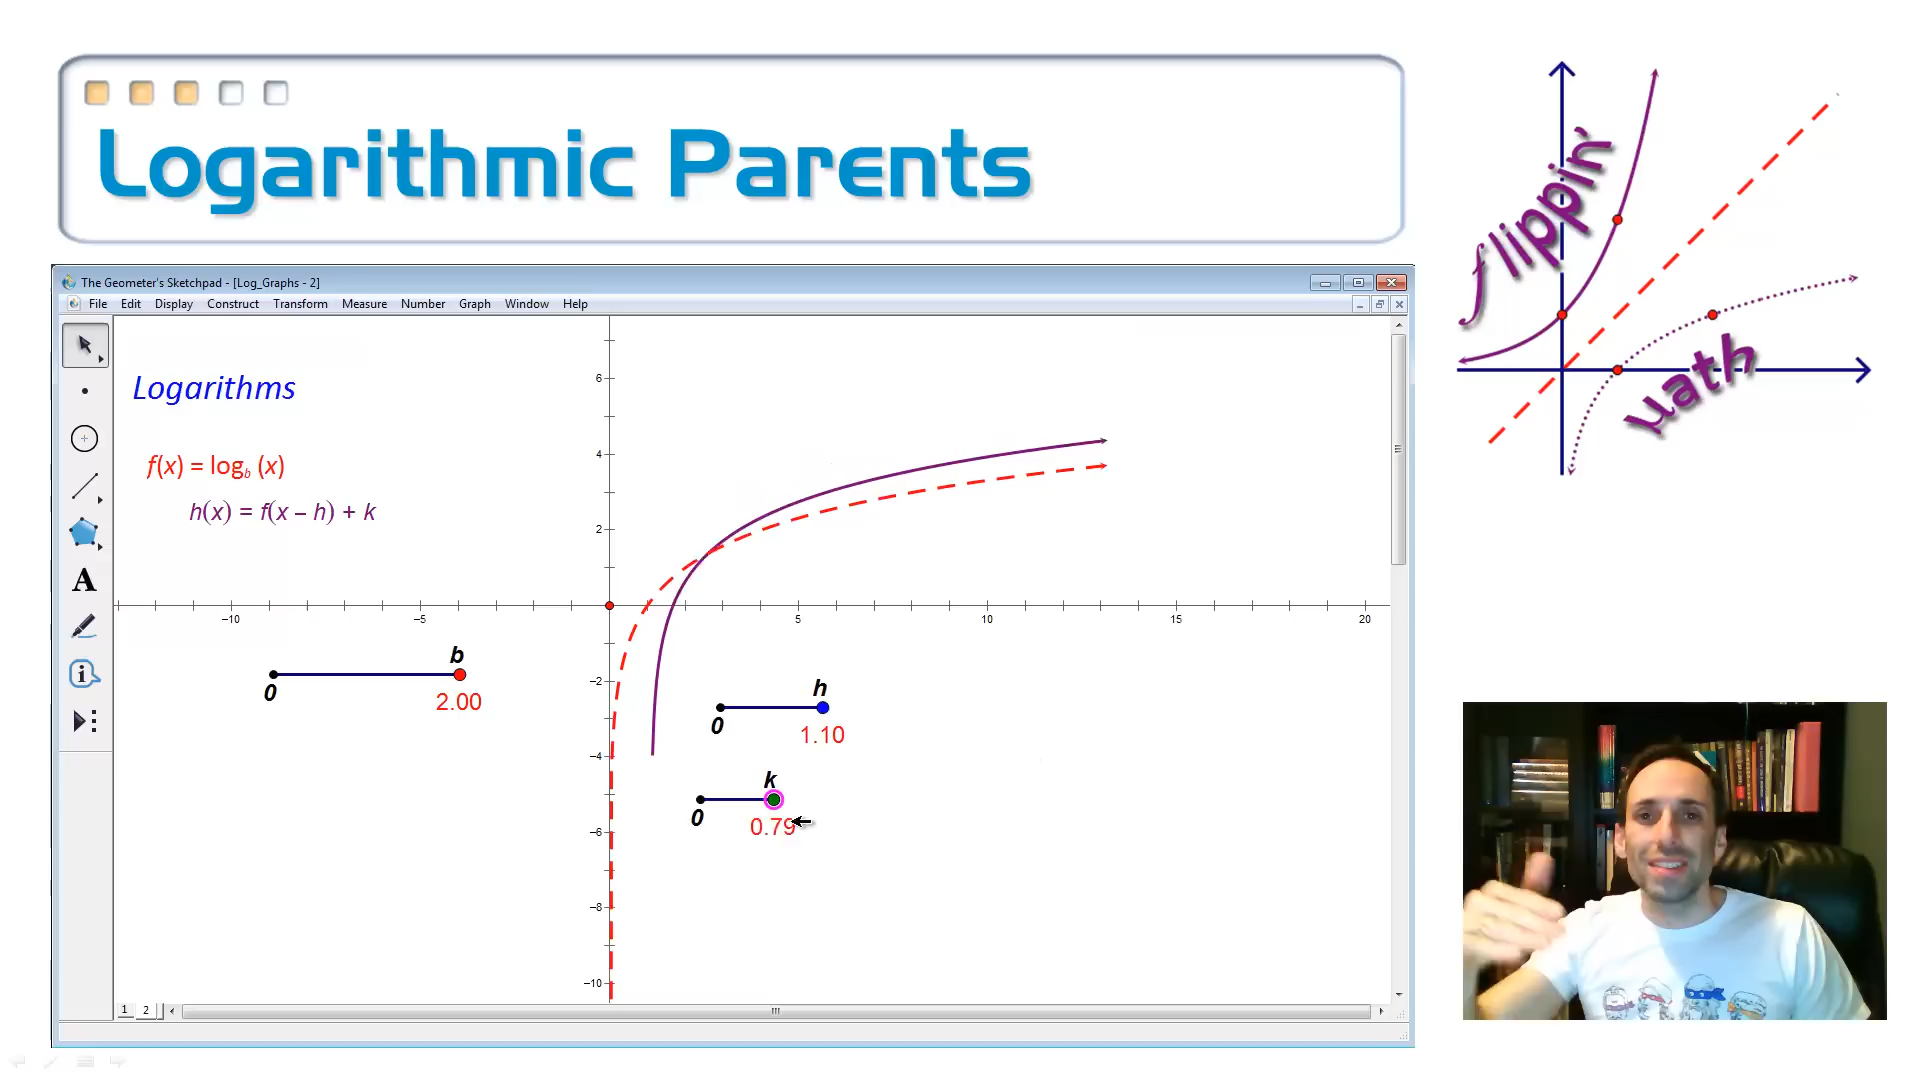 Logarithmic Parents
flippin'
math
The Geometer's Sketchpad - [Log_Graphs - 2]
File Edit Display Construct Transform Measure Number Graph Window Help
Logarithms
f(x) = log_b (x)
h(x) = f(x – h) + k
6
4
2
−2
−4
−6
−8
−10
−10 −5 5 10 15 20
b
0
2.00
h
0
1.10
k
0
0.79
A
1 2